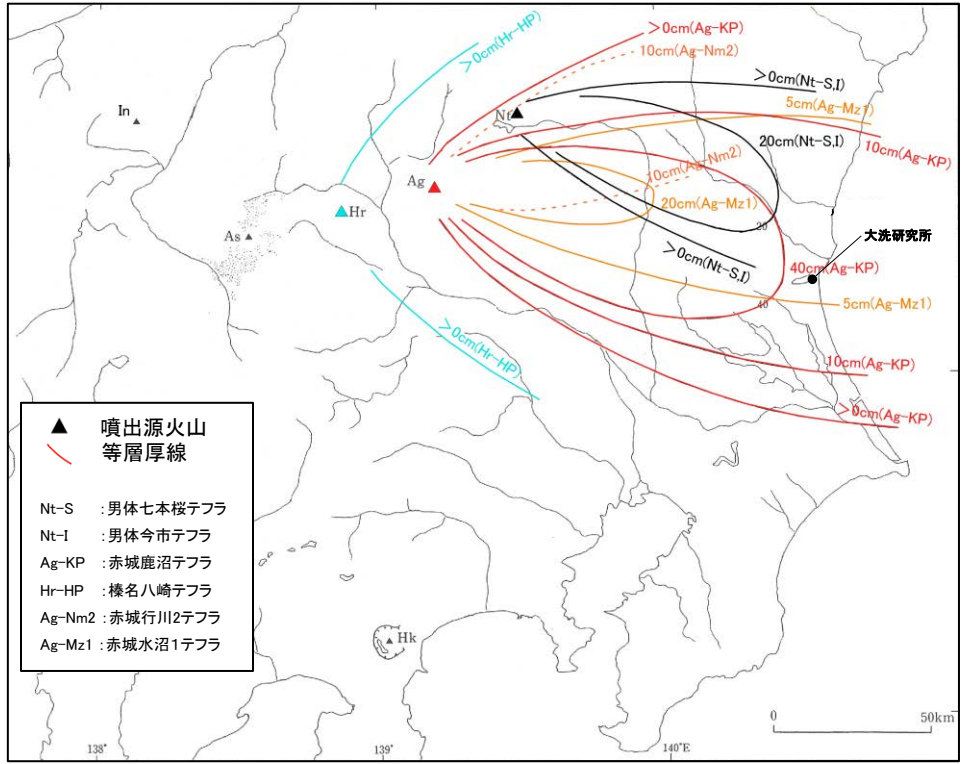 >0cm(Ag-KP)
>0cm(Hr-HP)
10cm(Ag-Nm2)
>0cm(Nt-S,I)
In
5cm(Ag-Mz1)
Nt
20cm(Nt-S,I)
10cm(Ag-KP)
10cm(Ag-Nm2)
Ag
20cm(Ag-Mz1)
Hr
20
As
大洗研究所
>0cm(Nt-S,I)
40cm(Ag-KP)
40
5cm(Ag-Mz1)
>0cm(Hr-HP)
10cm(Ag-KP)
>0cm(Ag-KP)
噴出源火山
等層厚線
Nt-S :男体七本桜テフラ
Nt-I :男体今市テフラ
Ag-KP :赤城鹿沼テフラ
Hr-HP :榛名八崎テフラ
Ag-Nm2 :赤城行川2テフラ
Ag-Mz1 :赤城水沼1テフラ
Hk
0 50km
138° 139° 140°E